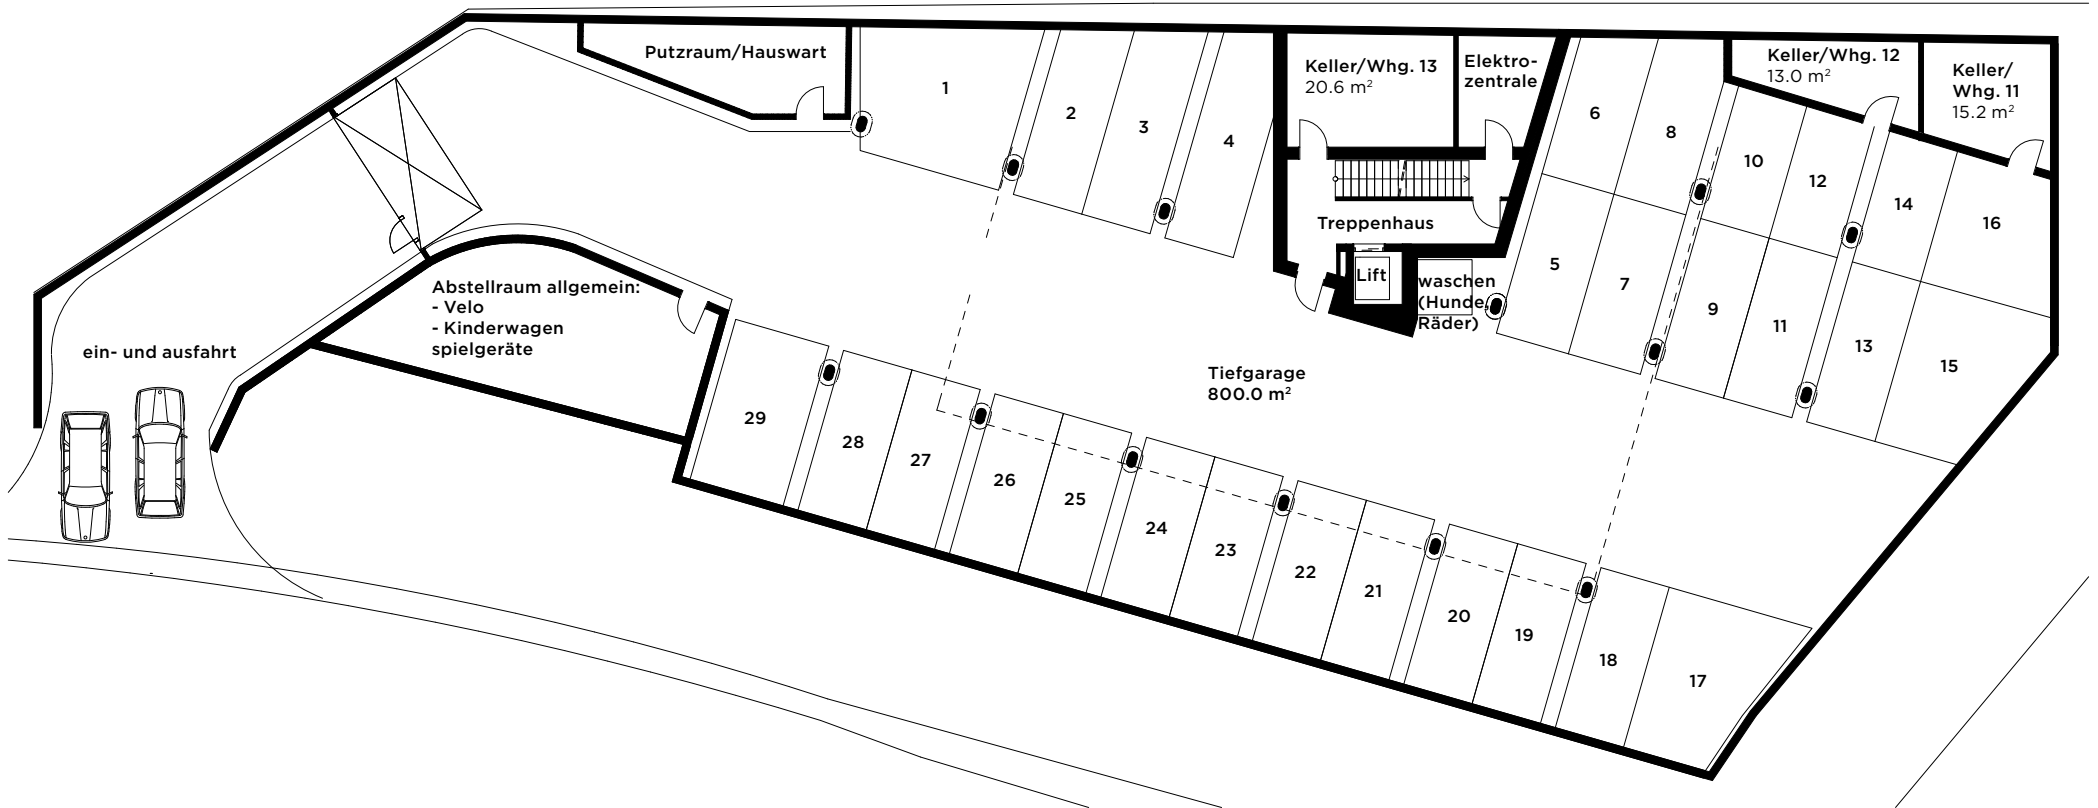 Putzraum/Hauswart
1
2
3
4
Keller/Whg. 13
20.6 m²
Elektro-
zentrale
6
8
Keller/Whg. 12
13.0 m²
Keller/
Whg. 11
15.2 m²
10
12
14
16
Treppenhaus
Lift
waschen
(Hunde,
Räder)
5
7
9
11
13
15
Abstellraum allgemein:
- Velo
- Kinderwagen
spielgeräte
ein- und ausfahrt
Tiefgarage
800.0 m²
29
28
27
26
25
24
23
22
21
20
19
18
17